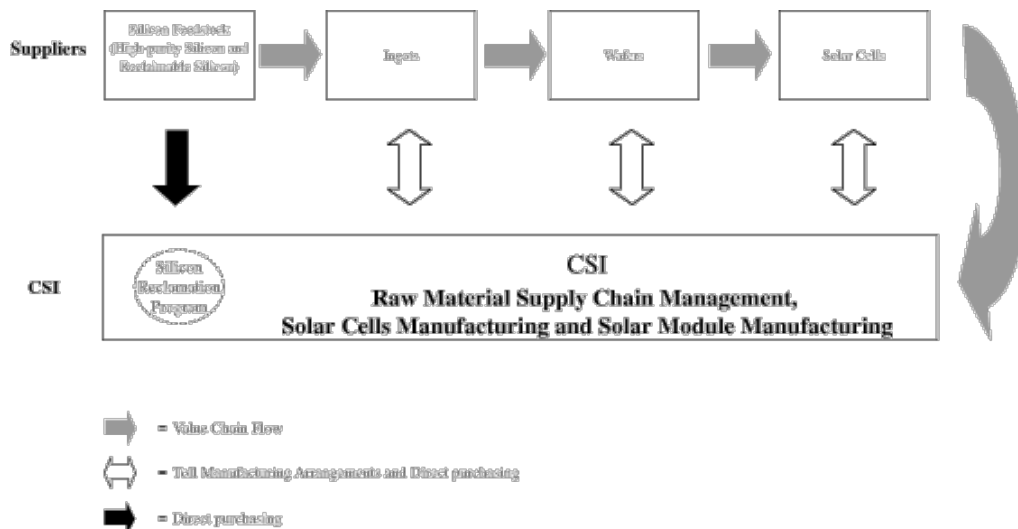 Silicon Feedstock
(High-purity Silicon and
Reclaimable Silicon)
Suppliers
Ingots
Wafers
Solar Cells
CSI
Silicon
Reclamation
Program
CSI
Raw Material Supply Chain Management,
Solar Cells Manufacturing and Solar Module Manufacturing
= Value Chain Flow
= Toll Manufacturing Arrangements and Direct purchasing
= Direct purchasing